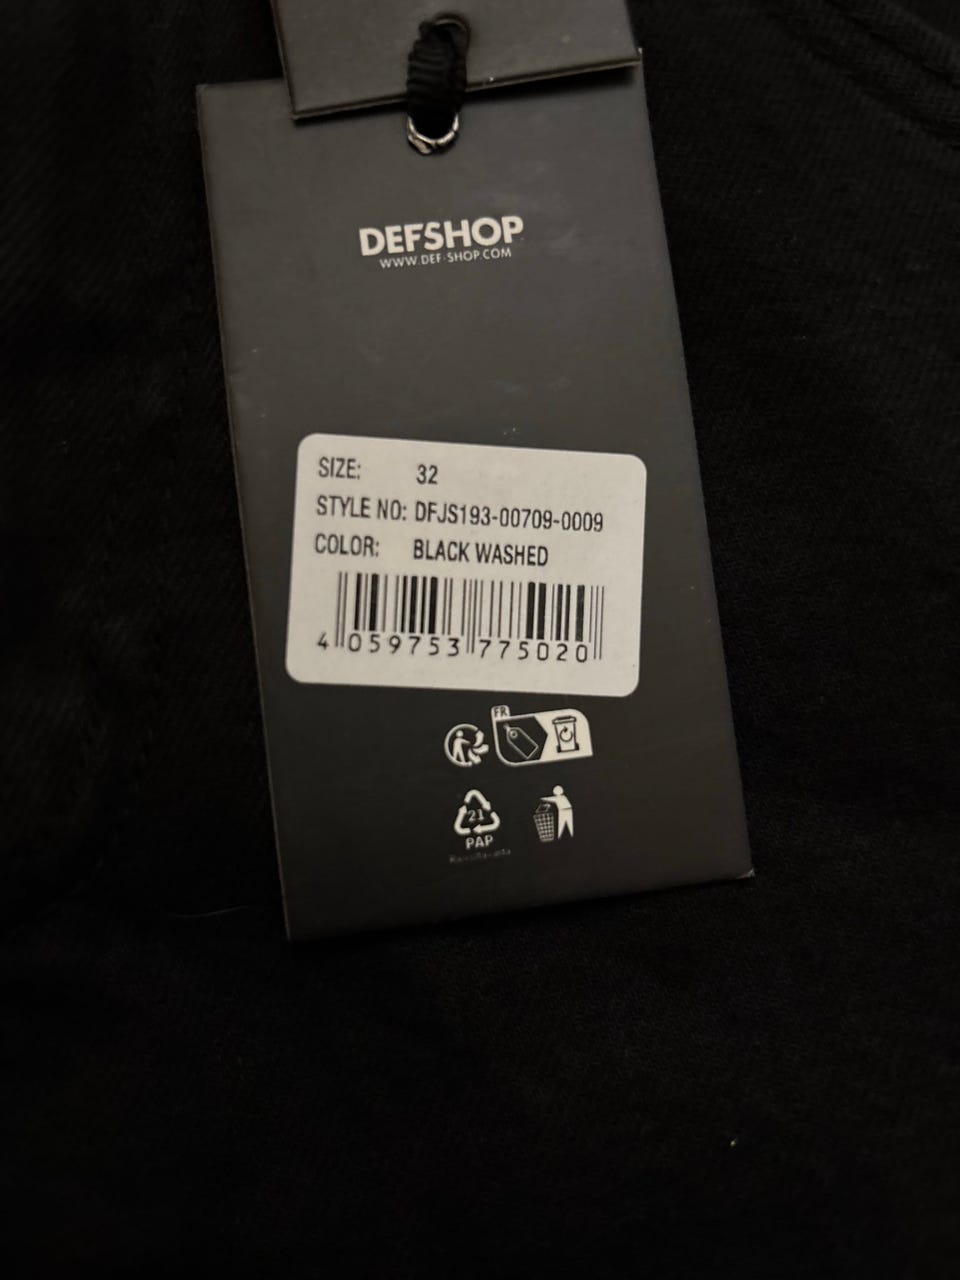 DEFSHOP
WWW.DEF-SHOP.COM
SIZE: 32
STYLE NO: DFJS193-00709-0009
COLOR: BLACK WASHED
4 059753 775020
FR
21
PAP